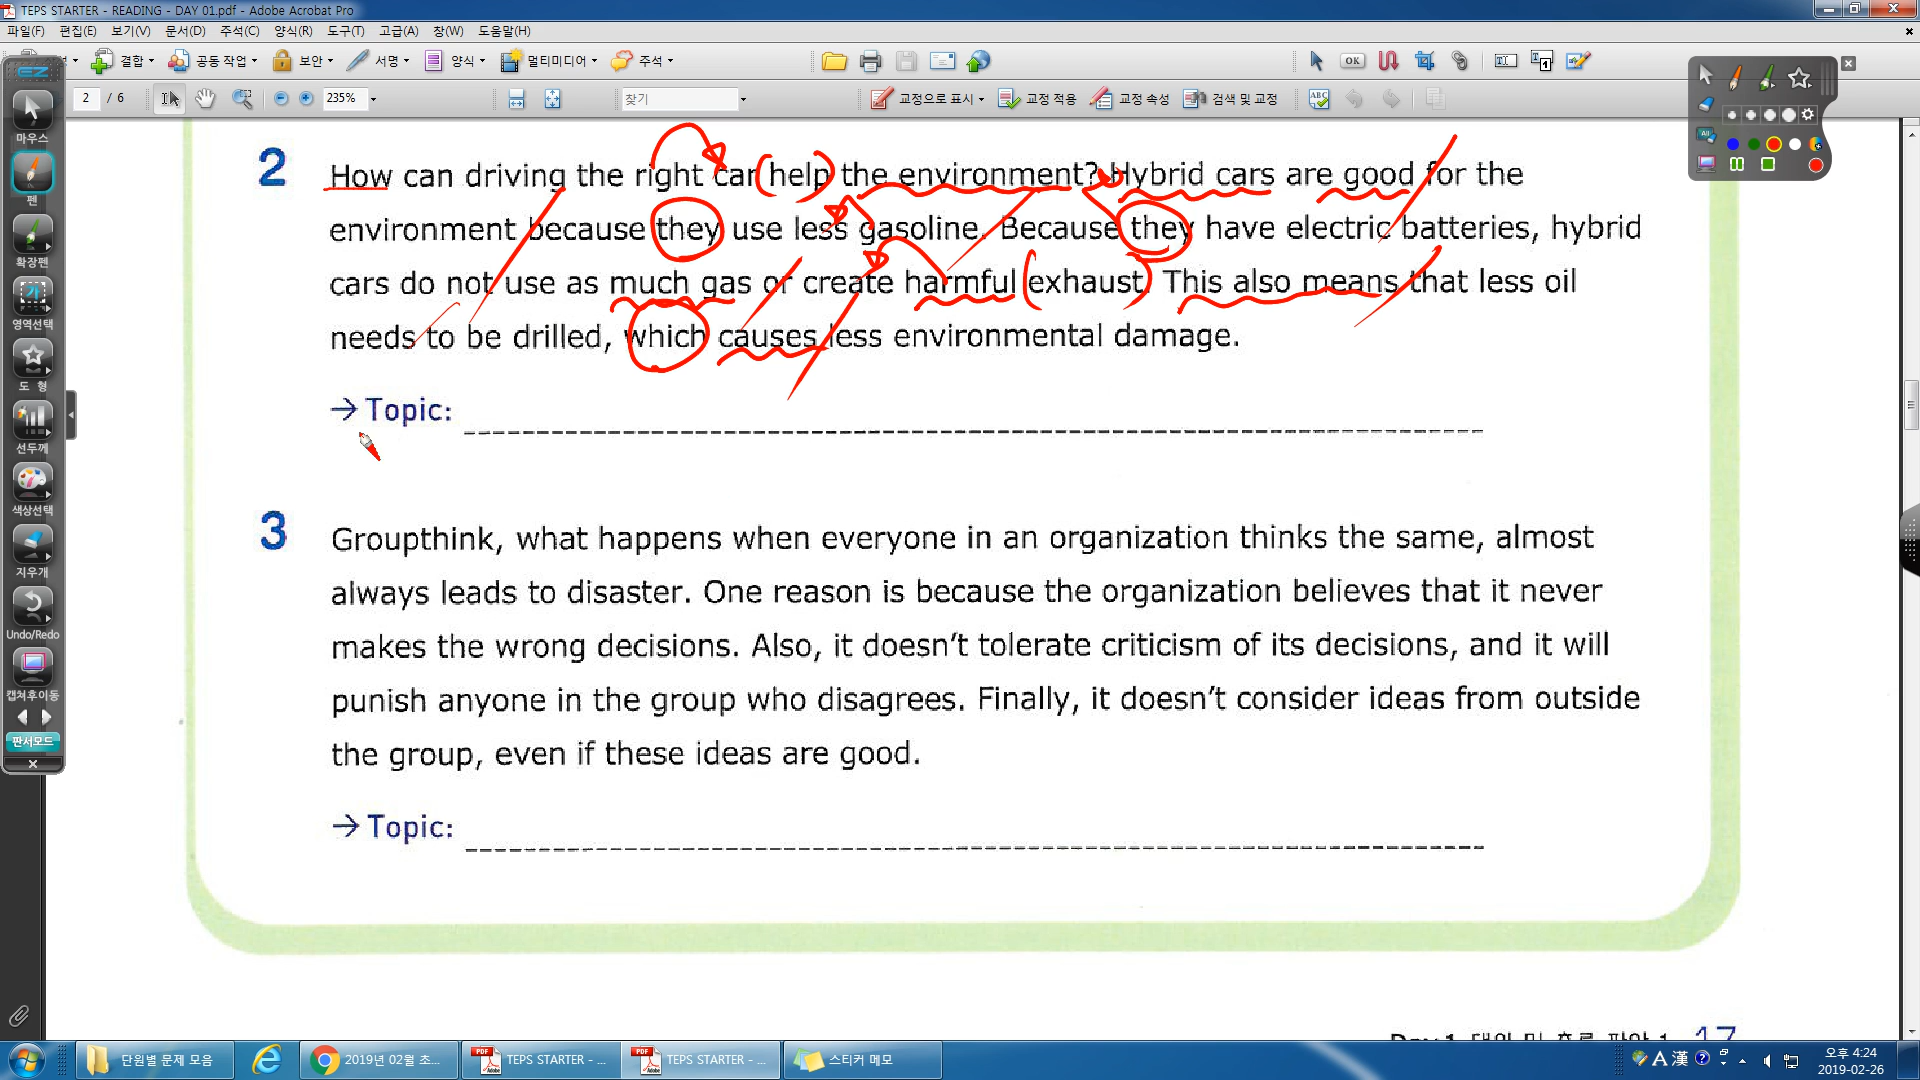 TEPS STARTER - READING - DAY 01.pdf - Adobe Acrobat Pro
파일(F) 편집(E) 보기(V) 문서(D) 주석(C) 양식(R) 도구(T) 고급(A) 창(W) 도움말(H)
결합 공동 작업 보안 서명 양식 멀티미디어 주석
OK
2 / 6 235% 찾기 교정으로 표시 교정 적용 교정 속성 검색 및 교정
마우스
펜
확장펜
영역선택
도 형
선두께
색상선택
지우개
Undo/Redo
캡쳐후이동
판서모드
2 How can driving the right car help the environment? Hybrid cars are good for the
environment because they use less gasoline. Because they have electric batteries, hybrid
cars do not use as much gas or create harmful exhaust. This also means that less oil
needs to be drilled, which causes less environmental damage.
→ Topic:
3 Groupthink, what happens when everyone in an organization thinks the same, almost
always leads to disaster. One reason is because the organization believes that it never
makes the wrong decisions. Also, it doesn't tolerate criticism of its decisions, and it will
punish anyone in the group who disagrees. Finally, it doesn't consider ideas from outside
the group, even if these ideas are good.
→ Topic:
17
단원별 문제 모음 2019년 02월 초... TEPS STARTER - ... TEPS STARTER - ... 스티커 메모
A 漢 오후 4:24
2019-02-26